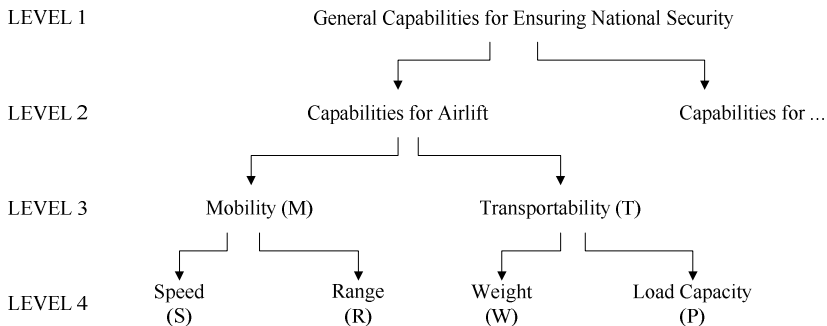 LEVEL 1 General Capabilities for Ensuring National Security
LEVEL 2 Capabilities for Airlift Capabilities for ...
LEVEL 3 Mobility (M) Transportability (T)
LEVEL 4 Speed Range Weight Load Capacity
(S) (R) (W) (P)